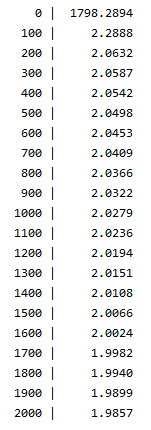 0 | 1798.2894
100 | 2.2888
200 | 2.0632
300 | 2.0587
400 | 2.0542
500 | 2.0498
600 | 2.0453
700 | 2.0409
800 | 2.0366
900 | 2.0322
1000 | 2.0279
1100 | 2.0236
1200 | 2.0194
1300 | 2.0151
1400 | 2.0108
1500 | 2.0066
1600 | 2.0024
1700 | 1.9982
1800 | 1.9940
1900 | 1.9899
2000 | 1.9857